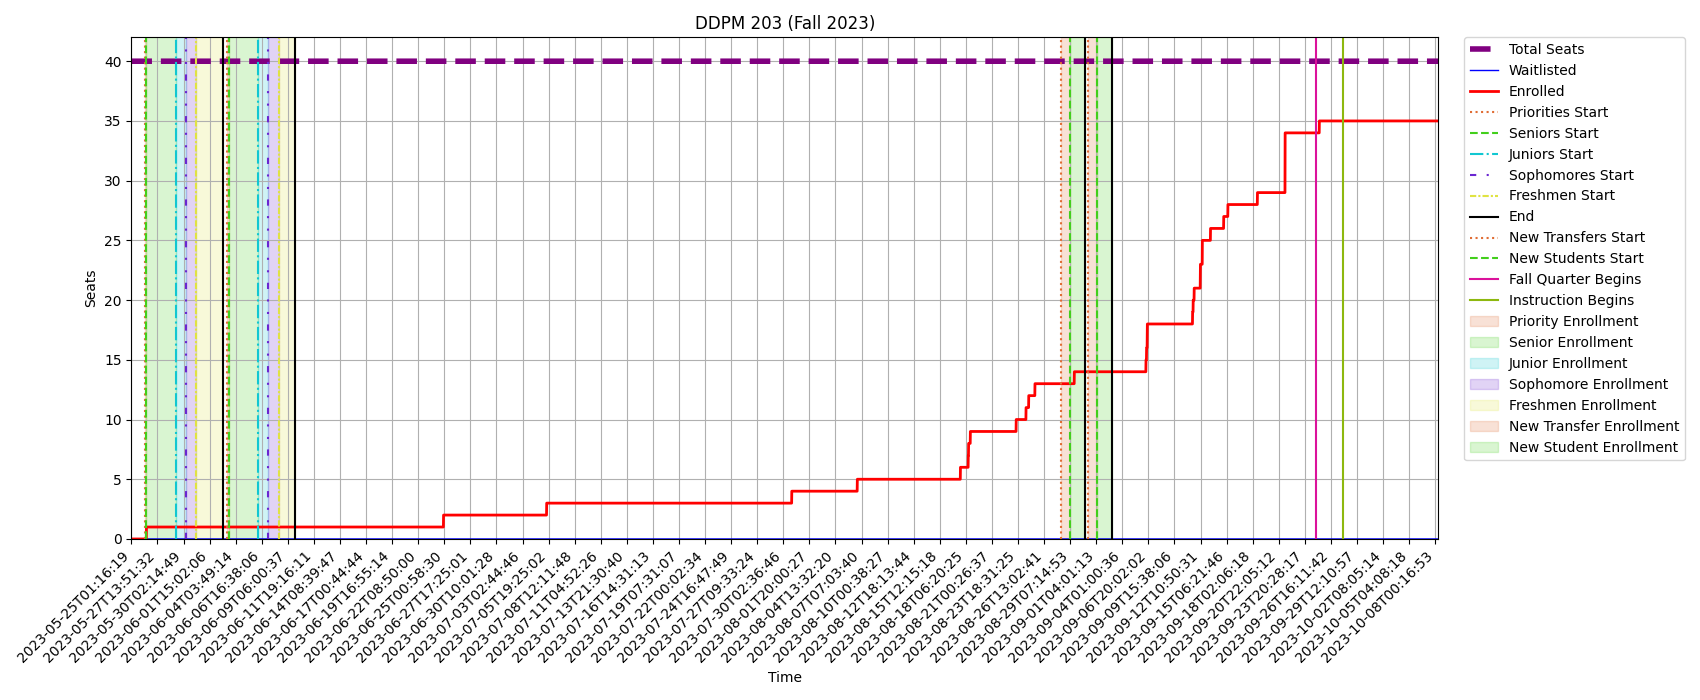 DDPM 203 (Fall 2023)
Seats
40
35
30
25
20
15
10
5
0
2023-05-25T01:16:19
2023-05-27T13:51:32
2023-05-30T02:14:49
2023-06-01T15:02:06
2023-06-04T03:49:14
2023-06-06T16:38:06
2023-06-09T06:00:37
2023-06-11T19:16:11
2023-06-14T08:39:47
2023-06-17T00:44:44
2023-06-19T16:55:14
2023-06-22T08:50:00
2023-06-25T00:58:30
2023-06-27T17:25:01
2023-06-30T10:01:28
2023-07-03T02:44:46
2023-07-05T19:25:02
2023-07-08T12:11:48
2023-07-11T04:52:26
2023-07-13T21:30:40
2023-07-16T14:31:13
2023-07-19T07:31:07
2023-07-22T00:02:34
2023-07-24T16:47:49
2023-07-27T09:33:24
2023-07-30T02:36:46
2023-08-01T20:00:27
2023-08-04T13:32:20
2023-08-07T07:03:40
2023-08-10T00:38:27
2023-08-12T18:13:44
2023-08-15T12:15:18
2023-08-18T06:20:25
2023-08-21T00:26:37
2023-08-23T18:31:25
2023-08-26T13:02:41
2023-08-29T07:14:53
2023-09-01T04:01:13
2023-09-04T01:00:36
2023-09-06T20:02:02
2023-09-09T15:38:06
2023-09-12T10:50:31
2023-09-15T06:21:46
2023-09-18T02:06:18
2023-09-20T22:05:12
2023-09-23T20:28:17
2023-09-26T16:11:42
2023-09-29T12:10:57
2023-10-02T08:05:14
2023-10-05T04:08:18
2023-10-08T00:16:53
Time
Total Seats
Waitlisted
Enrolled
Priorities Start
Seniors Start
Juniors Start
Sophomores Start
Freshmen Start
End
New Transfers Start
New Students Start
Fall Quarter Begins
Instruction Begins
Priority Enrollment
Senior Enrollment
Junior Enrollment
Sophomore Enrollment
Freshmen Enrollment
New Transfer Enrollment
New Student Enrollment